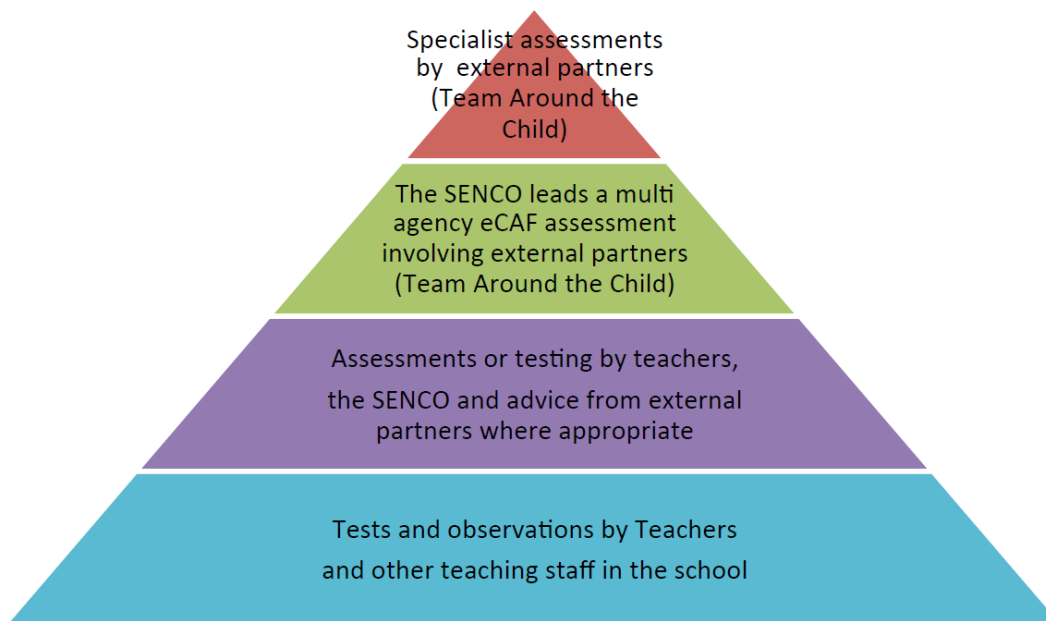 Specialist assessments
by external partners
(Team Around the
Child)
The SENCO leads a multi
agency eCAF assessment
involving external partners
(Team Around the Child)
Assessments or testing by teachers,
the SENCO and advice from external
partners where appropriate
Tests and observations by Teachers
and other teaching staff in the school